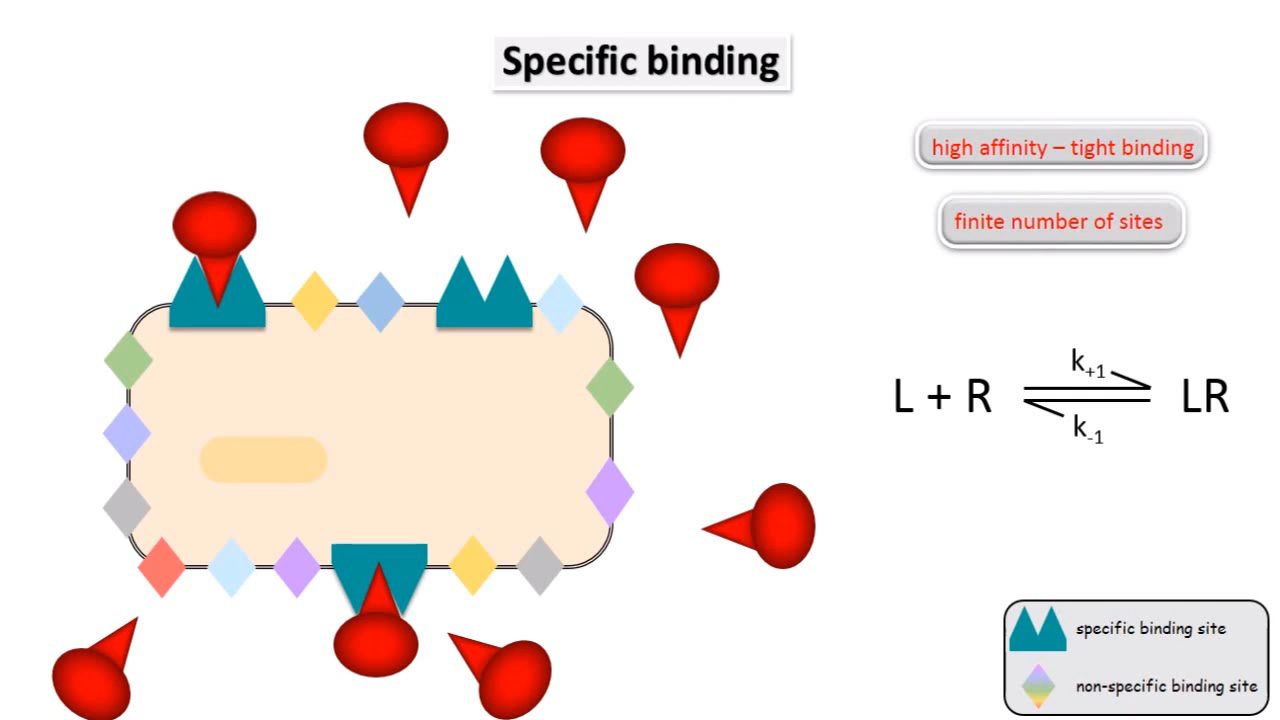 Specific binding
high affinity – tight binding
finite number of sites
k+1
L + R LR
k-1
specific binding site
non-specific binding site